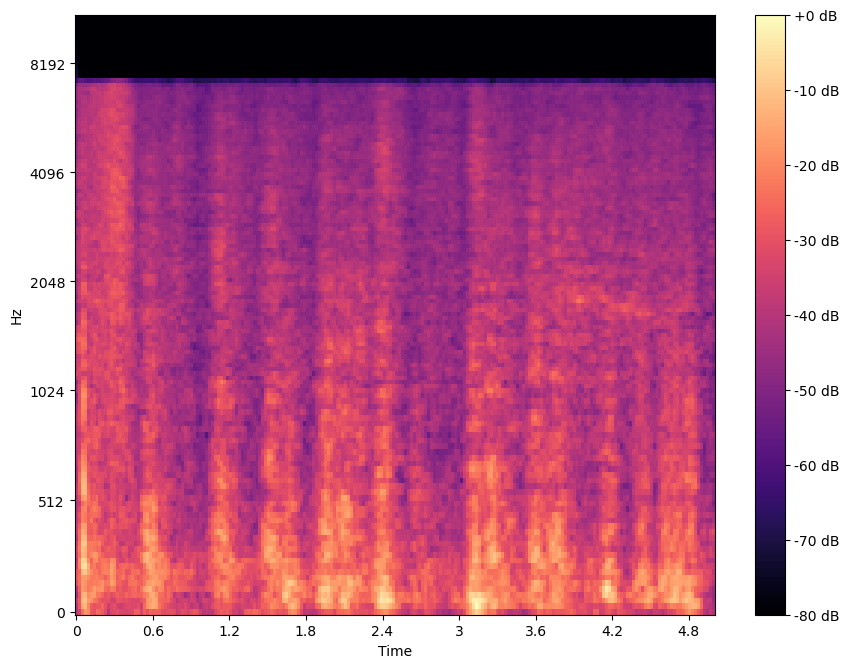 +0 dB
8192
-10 dB
4096
-20 dB
-30 dB
2048
-40 dB
Hz
1024
-50 dB
-60 dB
512
-70 dB
0
-80 dB
0 0.6 1.2 1.8 2.4 3 3.6 4.2 4.8
Time